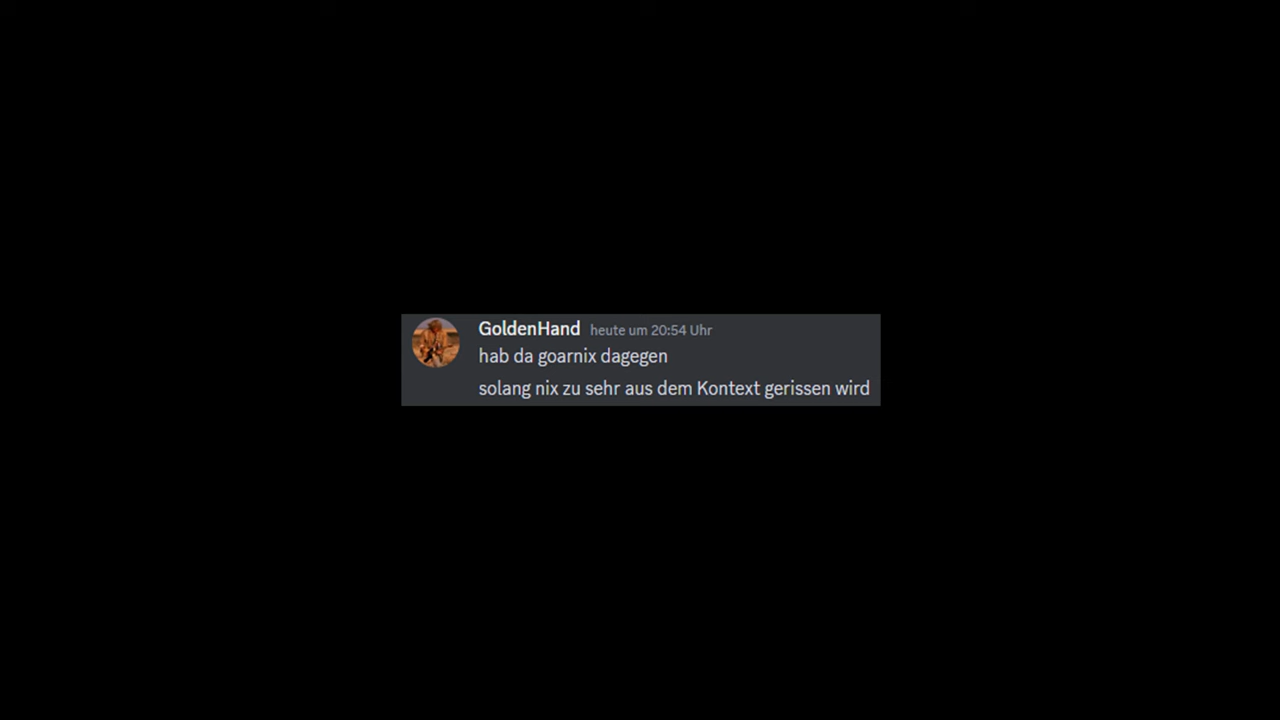 GoldenHand heute um 20:54 Uhr
hab da goarnix dagegen
solang nix zu sehr aus dem Kontext gerissen wird